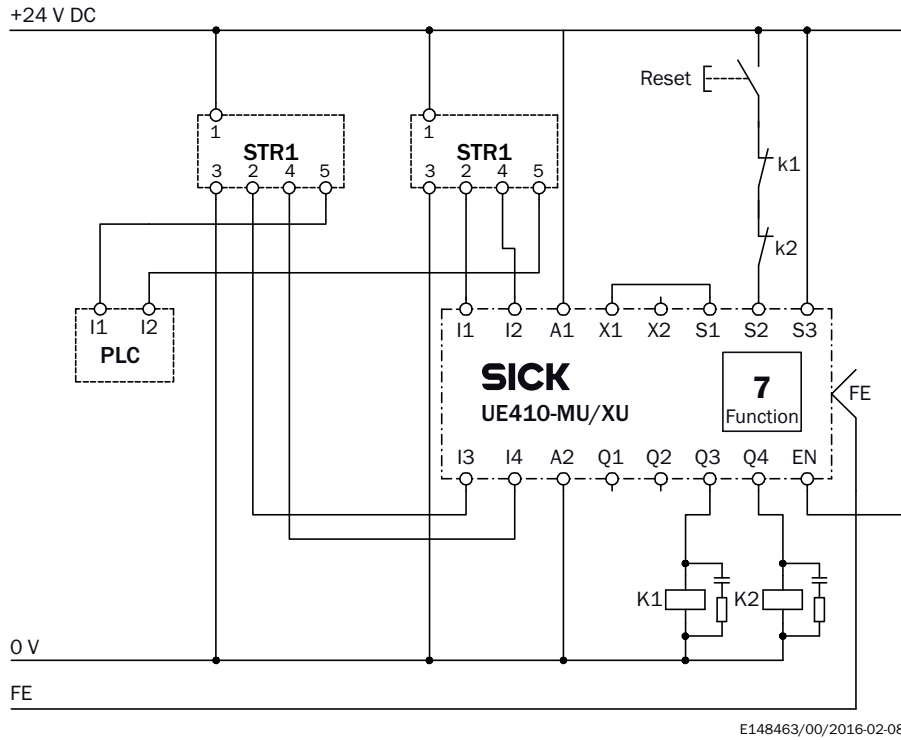 +24 V DC
Reset
1
STR1
3 2 4 5
1
STR1
3 2 4 5
k1
k2
I1 I2
PLC
I1 I2 A1 X1 X2 S1 S2 S3
SICK
UE410-MU/XU
7
Function
FE
I3 I4 A2 Q1 Q2 Q3 Q4 EN
K1
K2
0 V
FE
E148463/00/2016-02-08